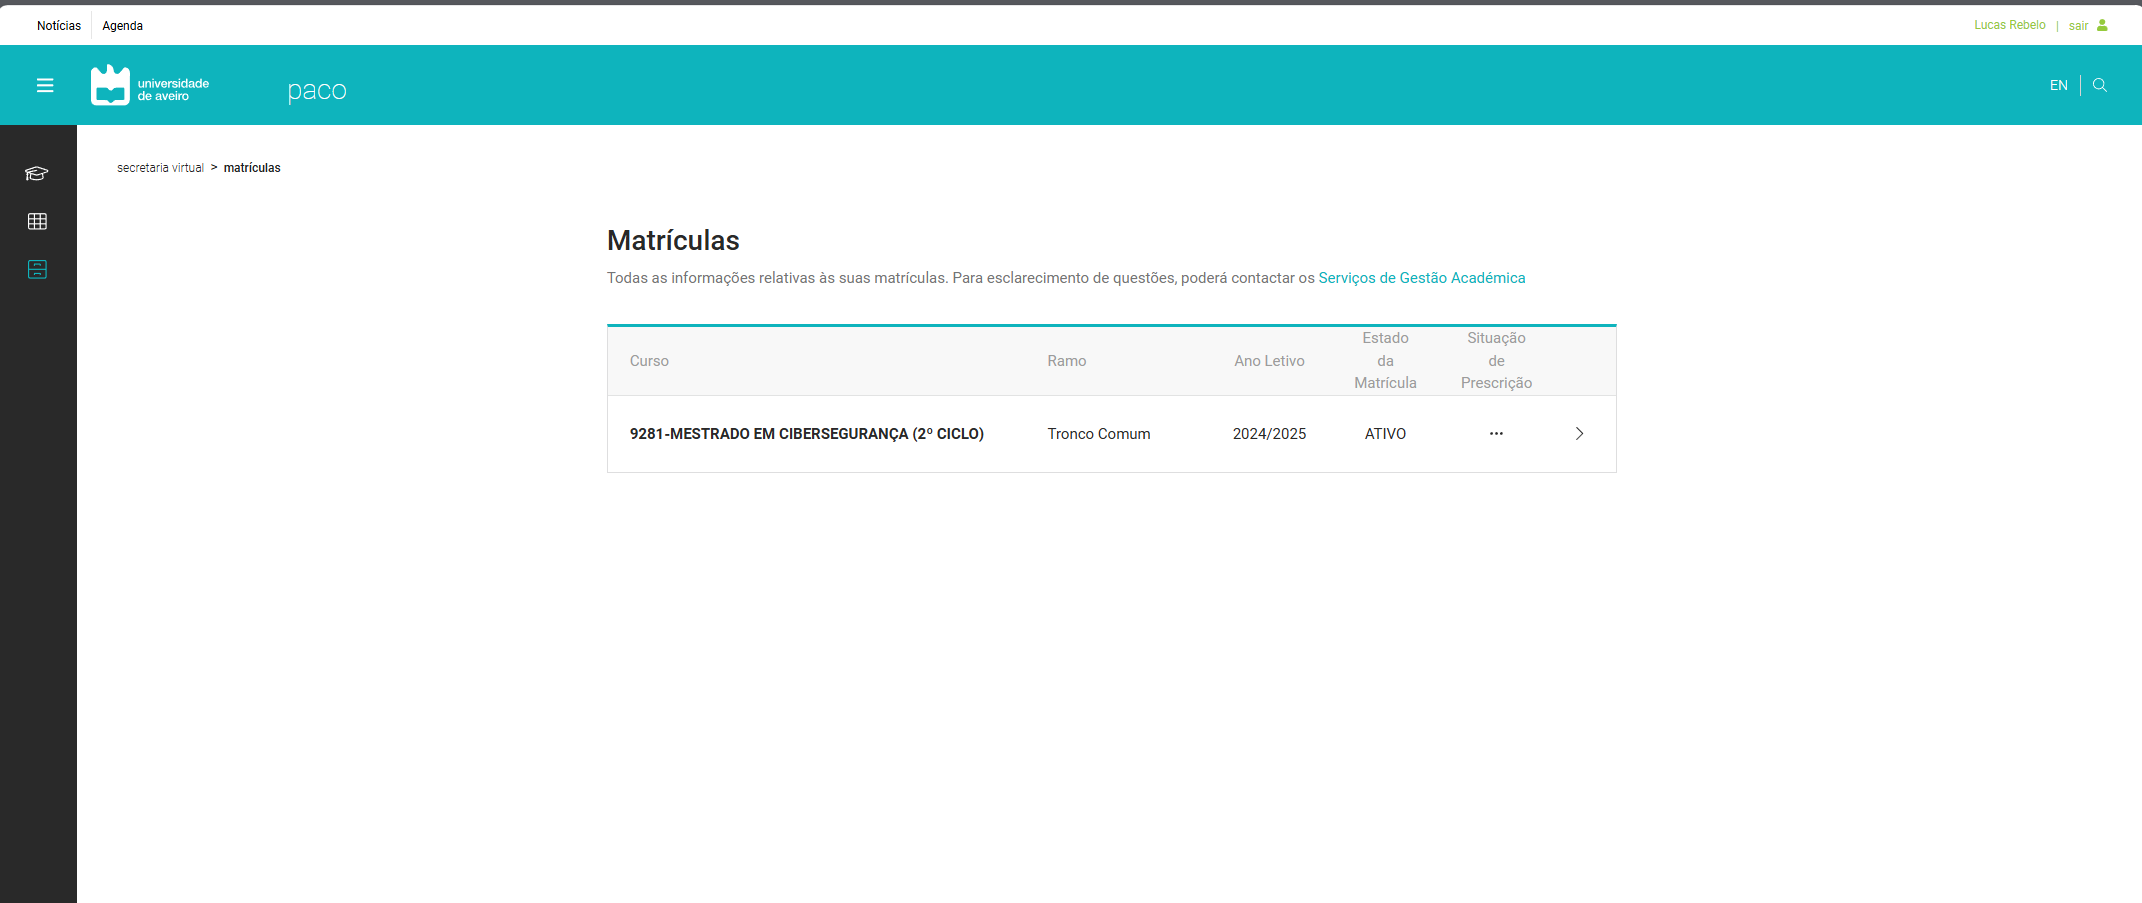 Notícias
Agenda
Lucas Rebelo | sair
universidade
de aveiro
paco
EN
secretaria virtual > matrículas
Matrículas
Todas as informações relativas às suas matrículas. Para esclarecimento de questões, poderá contactar os Serviços de Gestão Académica
Curso
Ramo
Ano Letivo
Estado
da
Matrícula
Situação
de
Prescrição
9281-MESTRADO EM CIBERSEGURANÇA (2º CICLO)
Tronco Comum
2024/2025
ATIVO
...